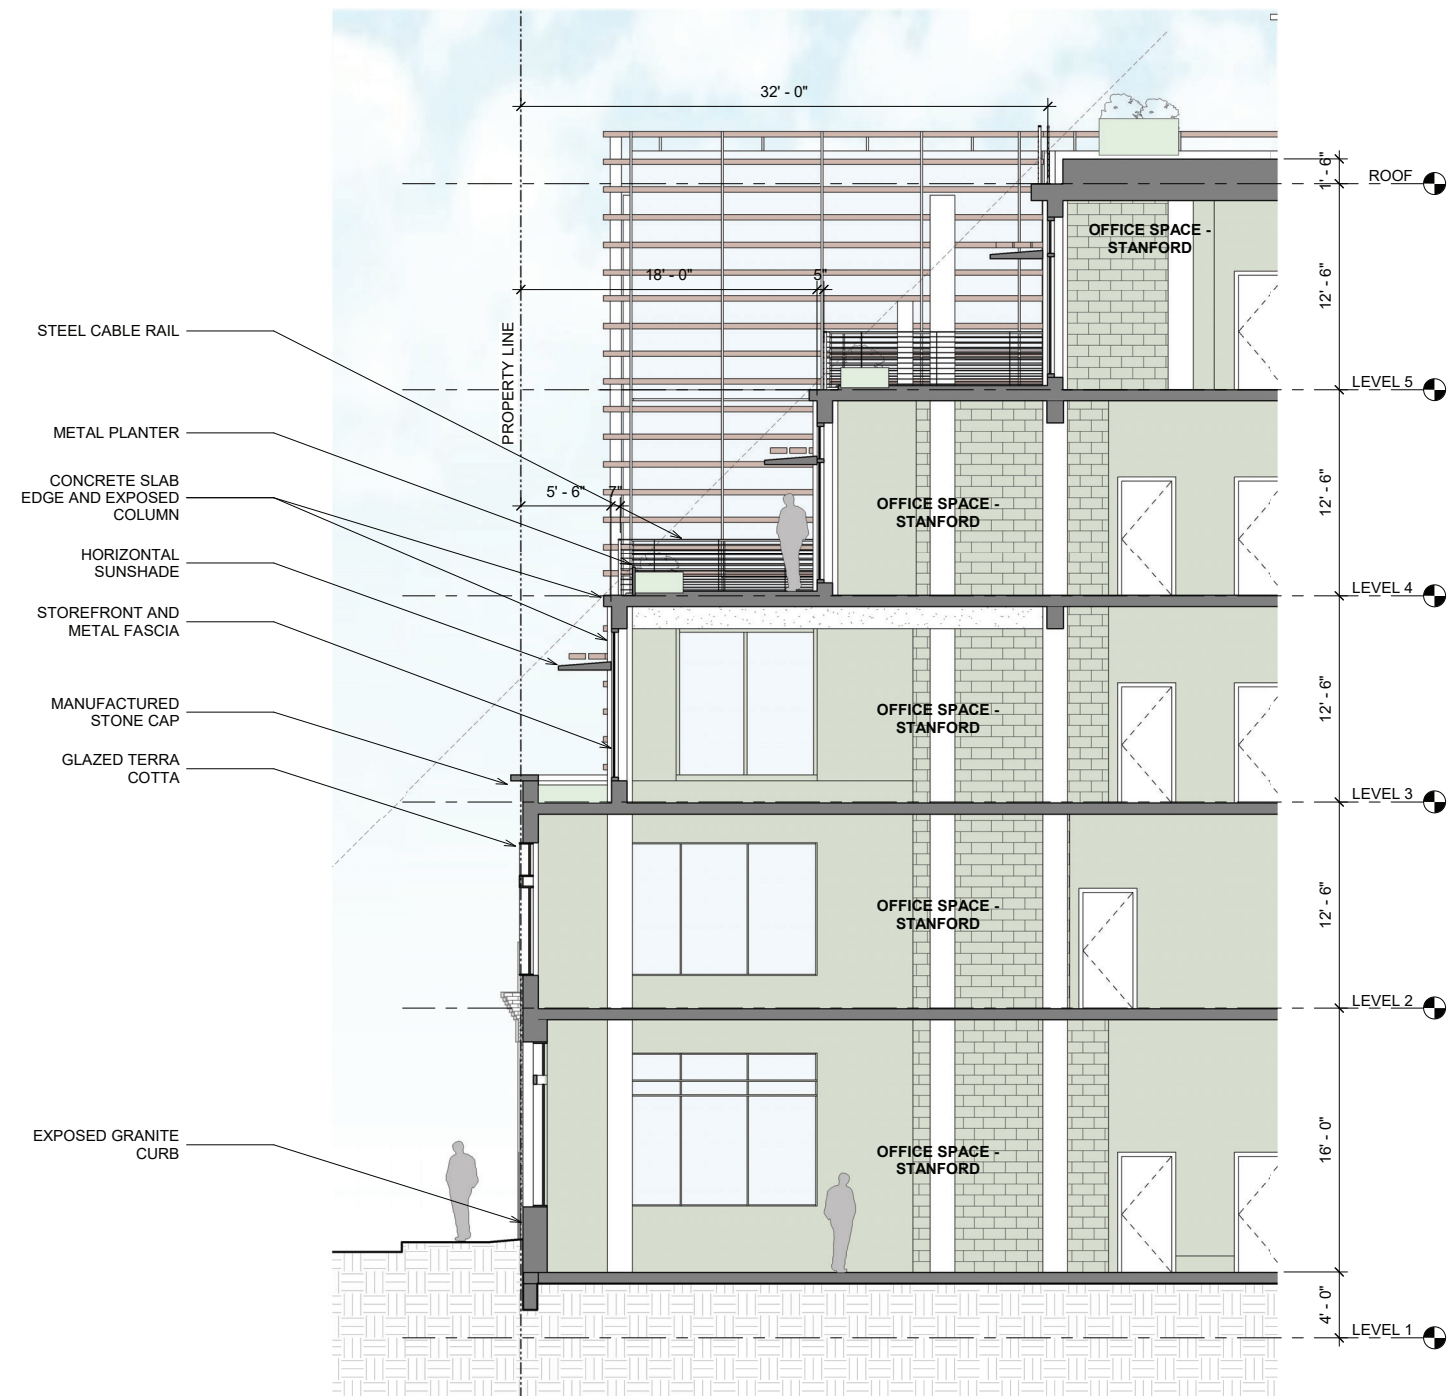 32' - 0"
1' - 6"
ROOF
OFFICE SPACE -
STANFORD
12' - 6"
18' - 0"
5"
STEEL CABLE RAIL
PROPERTY LINE
LEVEL 5
METAL PLANTER
CONCRETE SLAB
EDGE AND EXPOSED
COLUMN
5' - 6"
7"
OFFICE SPACE -
STANFORD
12' - 6"
HORIZONTAL
SUNSHADE
LEVEL 4
STOREFRONT AND
METAL FASCIA
MANUFACTURED
STONE CAP
OFFICE SPACE -
STANFORD
12' - 6"
GLAZED TERRA
COTTA
LEVEL 3
OFFICE SPACE -
STANFORD
12' - 6"
LEVEL 2
EXPOSED GRANITE
CURB
OFFICE SPACE -
STANFORD
16' - 0"
4' - 0"
LEVEL 1